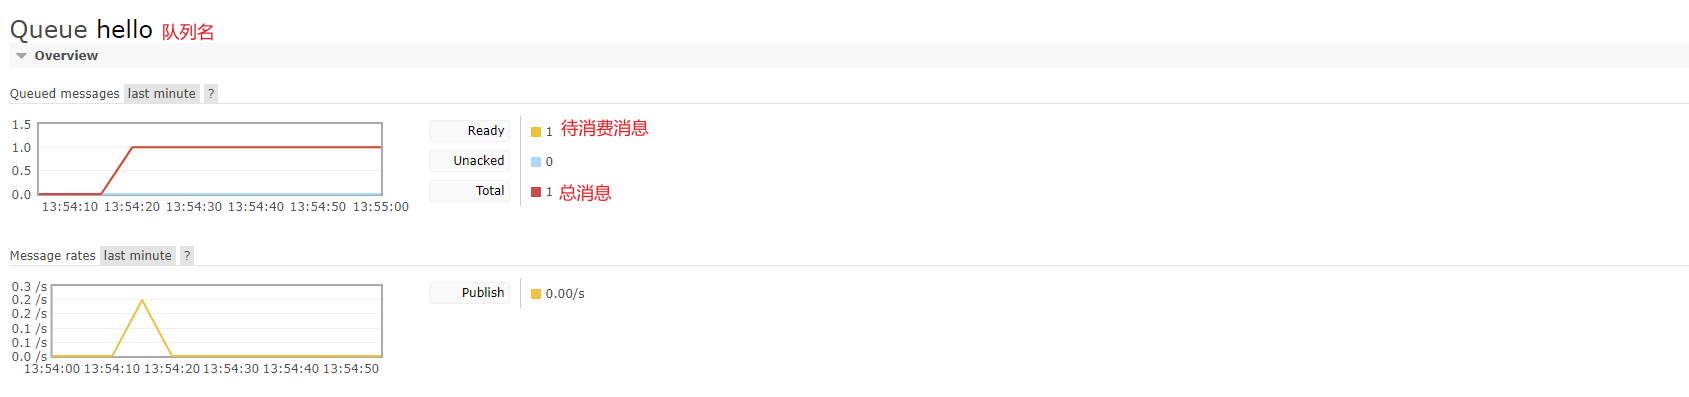 Queue hello 队列名
Overview
Queued messages last minute ?
1.5
1.0
0.5
0.0
13:54:10 13:54:20 13:54:30 13:54:40 13:54:50 13:55:00
Ready 1 待消费消息
Unacked 0
Total 1 总消息
Message rates last minute ?
0.3 /s
0.2 /s
0.2 /s
0.1 /s
0.1 /s
0.0 /s
13:54:00 13:54:10 13:54:20 13:54:30 13:54:40 13:54:50
Publish 0.00/s